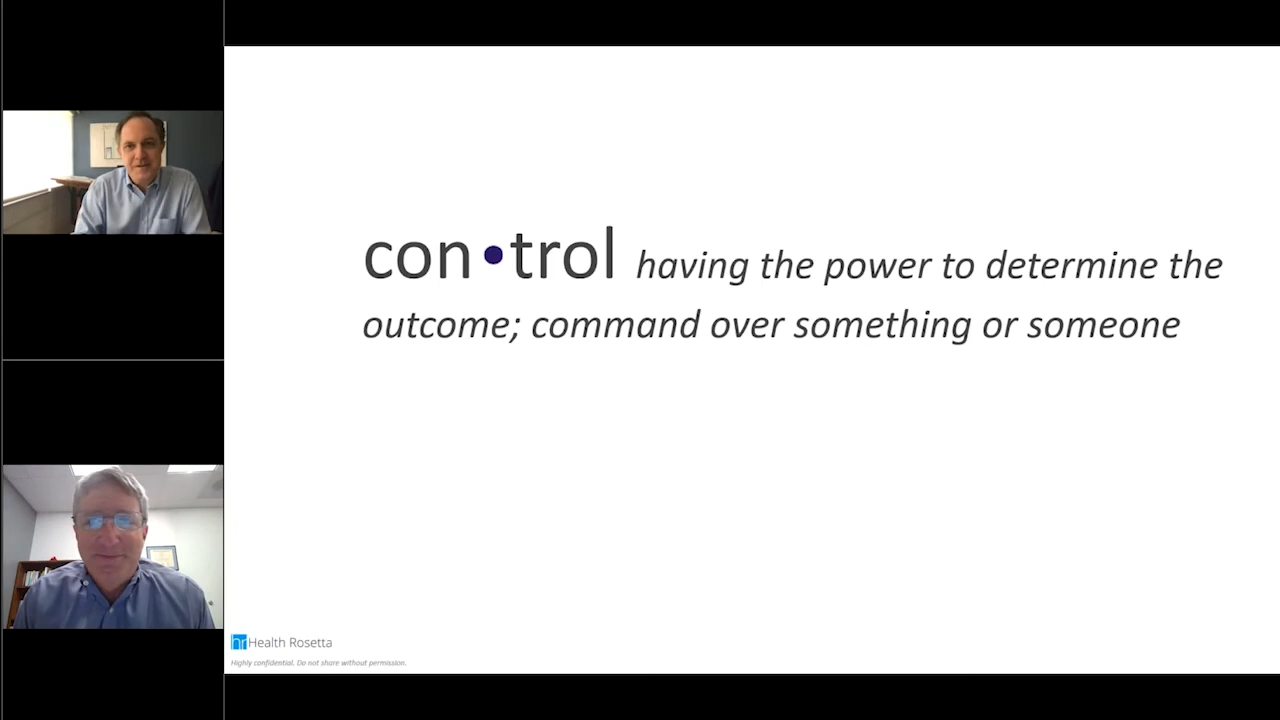 con•trol having the power to determine the
outcome; command over something or someone
hr Health Rosetta
Highly confidential. Do not share without permission.